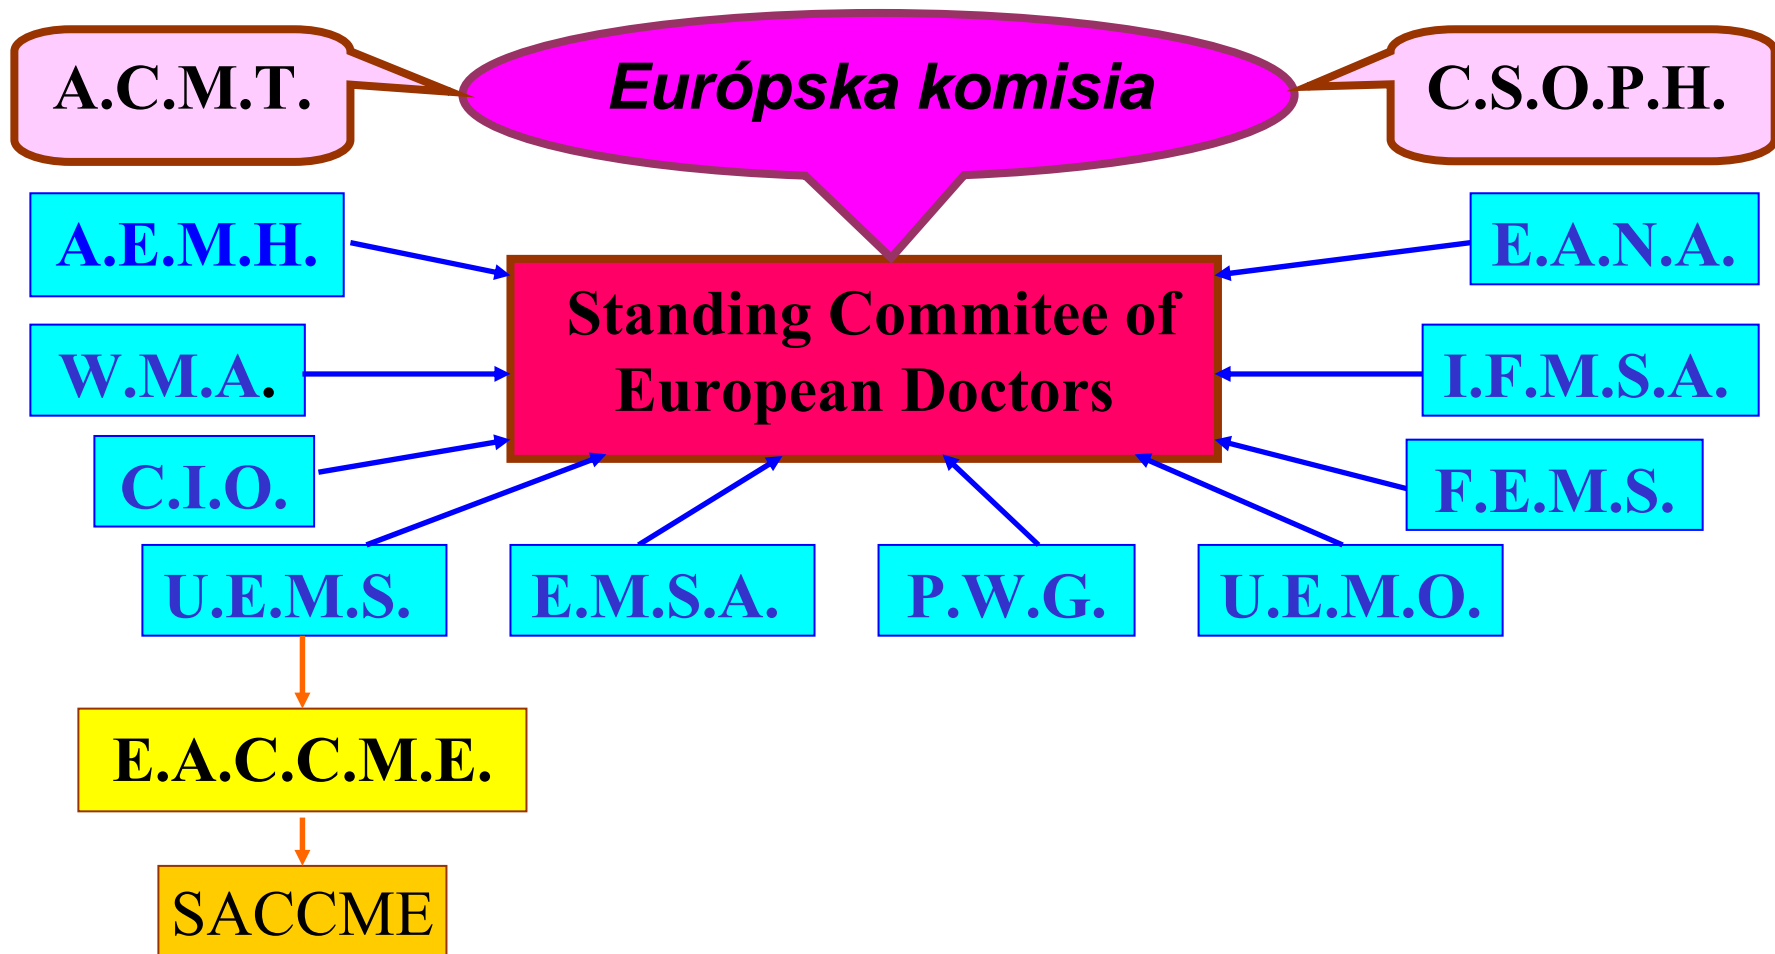 A.C.M.T.
Európska komisia
C.S.O.P.H.
A.E.M.H.
E.A.N.A.
Standing Commitee of
European Doctors
W.M.A.
I.F.M.S.A.
C.I.O.
F.E.M.S.
U.E.M.S.
E.M.S.A.
P.W.G.
U.E.M.O.
E.A.C.C.M.E.
SACCME